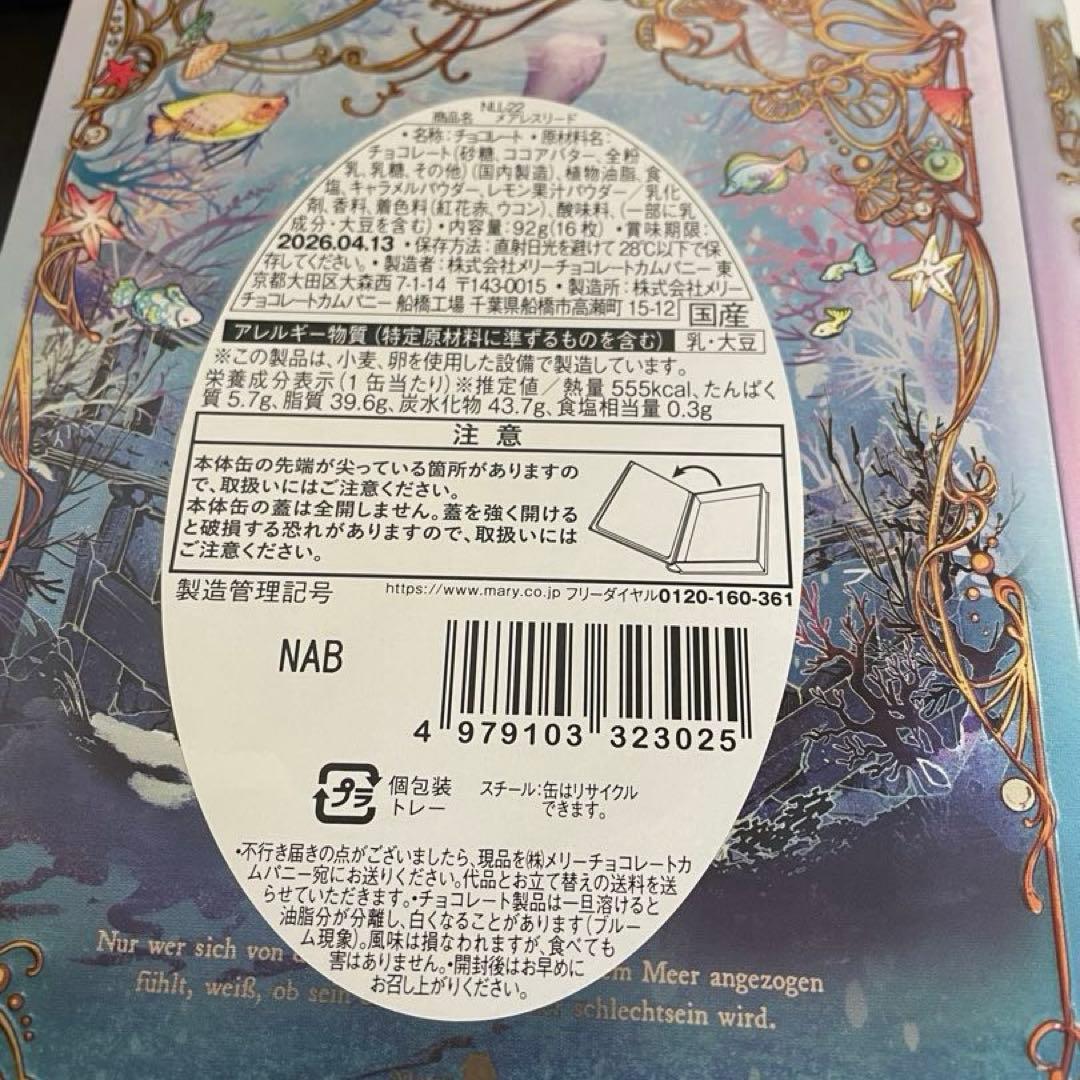 NLL-22
商品名 メアレスリード
•名称：チョコレート •原材料名：
チョコレート（砂糖、ココアバター、全粉
乳、乳糖、その他）（国内製造）、植物油脂、食
塩、キャラメルパウダー、レモン果汁パウダー／乳化
剤、香料、着色料（紅花赤、ウコン）、酸味料、（一部に乳
成分・大豆を含む）•内容量：92g（16枚） •賞味期限：
2026.04.13 •保存方法：直射日光を避けて28℃以下で保
存してください。•製造者：株式会社メリーチョコレートカムパニー 東
京都大田区大森西7-1-14 〒143-0015 •製造所：株式会社メリー
チョコレートカムパニー 船橋工場 千葉県船橋市高瀬町15-12 国産
アレルギー物質（特定原材料に準ずるものを含む） 乳・大豆
※この製品は、小麦、卵を使用した設備で製造しています。
栄養成分表示（1缶当たり）※推定値／熱量 555kcal、たんぱく
質 5.7g、脂質 39.6g、炭水化物 43.7g、食塩相当量 0.3g
注意
本体缶の先端が尖っている箇所がありますの
で、取扱いにはご注意ください。
本体缶の蓋は全開しません。蓋を強く開ける
と破損する恐れがありますので、取扱いには
ご注意ください。
製造管理記号 https://www.mary.co.jp フリーダイヤル0120-160-361
NAB
4 979103 323025
プラ 個包装
トレー
スチール：缶はリサイクル
できます。
•不行き届きの点がございましたら、現品を㈱メリーチョコレートカ
ムパニー宛にお送りください。代品とお立て替えの送料を送
らせていただきます。•チョコレート製品は一旦溶けると
油脂分が分離し、白くなることがあります（ブルー
ム現象）。風味は損なわれますが、食べても
害はありません。•開封後はお早めに
お召し上がりください。
Nur wer sich von Meer angezogen
fühlt, weiß, ob sein schlechtsein wird.